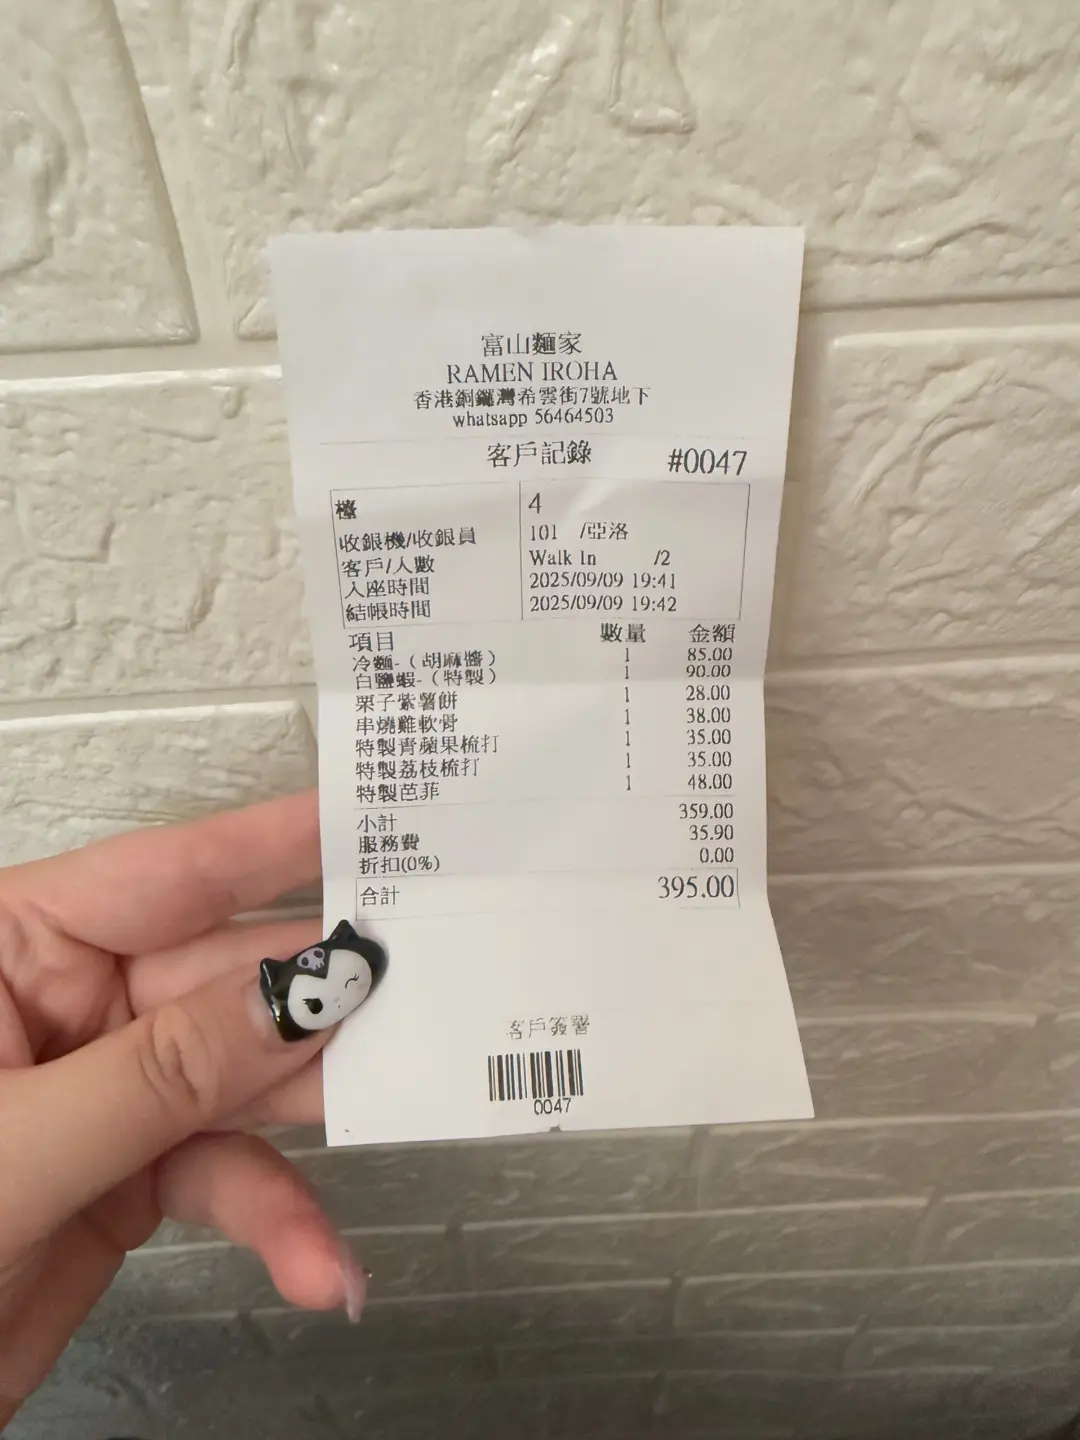 富山麵家
RAMEN IROHA
香港銅鑼灣希雲街7號地下
whatsapp 56464503
客戶記錄 #0047
檯 4
收銀機/收銀員 101 /亞洛
客戶/人數 Walk In /2
入座時間 2025/09/09 19:41
結帳時間 2025/09/09 19:42
項目 數量 金額
冷麵-（胡麻醬） 1 85.00
白鹽蝦-（特製） 1 90.00
栗子紫薯餅 1 28.00
串燒雞軟骨 1 38.00
特製青蘋果梳打 1 35.00
特製荔枝梳打 1 35.00
特製芭菲 1 48.00
小計 359.00
服務費 35.90
折扣(0%) 0.00
合計 395.00
客戶簽署
0047